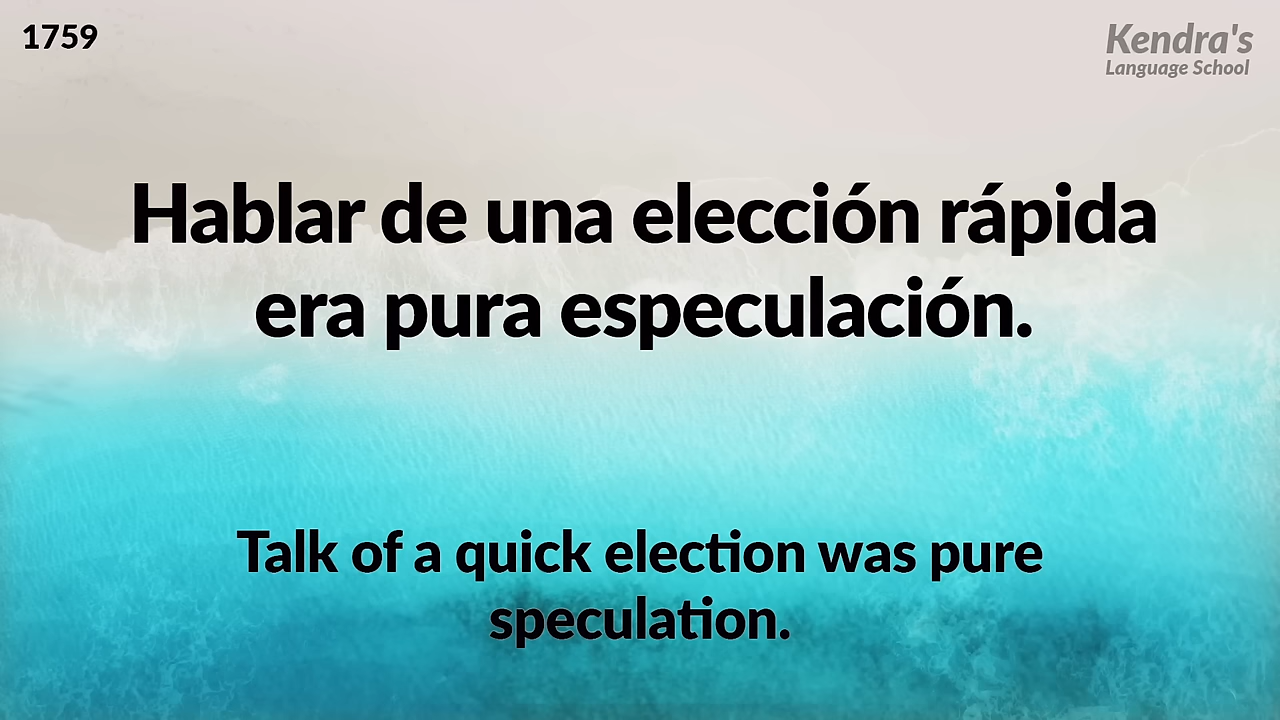 1759
Kendra's
Language School
Hablar de una elección rápida
era pura especulación.
Talk of a quick election was pure
speculation.